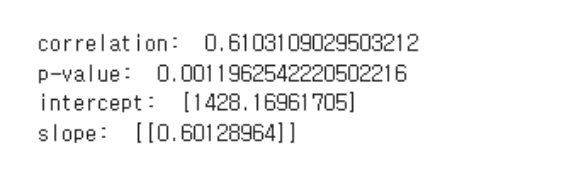 correlation: 0.6103109029503212
p-value: 0.0011962542220502216
intercept: [1428.16961705]
slope: [[0.60128964]]